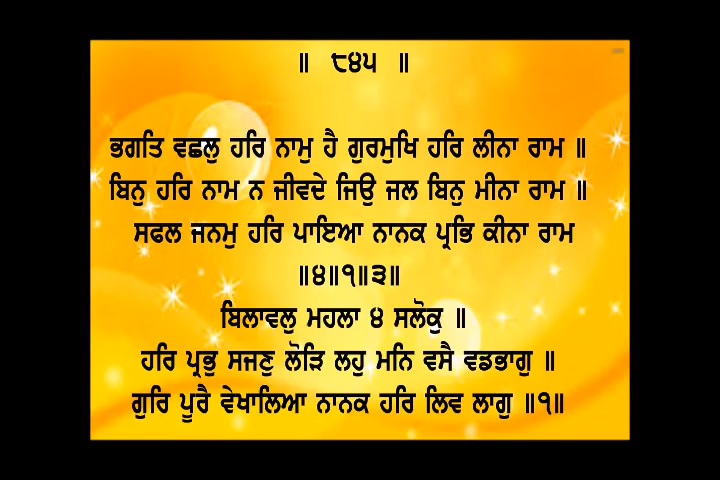 ॥ ੮੪੫ ॥
ਭਗਤਿ ਵਛਲੁ ਹਰਿ ਨਾਮੁ ਹੈ ਗੁਰਮੁਖਿ ਹਰਿ ਲੀਨਾ ਰਾਮ ॥
ਬਿਨੁ ਹਰਿ ਨਾਮ ਨ ਜੀਵਦੇ ਜਿਉ ਜਲ ਬਿਨੁ ਮੀਨਾ ਰਾਮ ॥
ਸਫਲ ਜਨਮੁ ਹਰਿ ਪਾਇਆ ਨਾਨਕ ਪ੍ਰਭਿ ਕੀਨਾ ਰਾਮ
॥੪॥੧॥੩॥
ਬਿਲਾਵਲੁ ਮਹਲਾ ੪ ਸਲੋਕੁ ॥
ਹਰਿ ਪ੍ਰਭੁ ਸਜਣੁ ਲੋੜਿ ਲਹੁ ਮਨਿ ਵਸੈ ਵਡਭਾਗੁ ॥
ਗੁਰਿ ਪੂਰੈ ਵੇਖਾਲਿਆ ਨਾਨਕ ਹਰਿ ਲਿਵ ਲਾਗੁ ॥੧॥